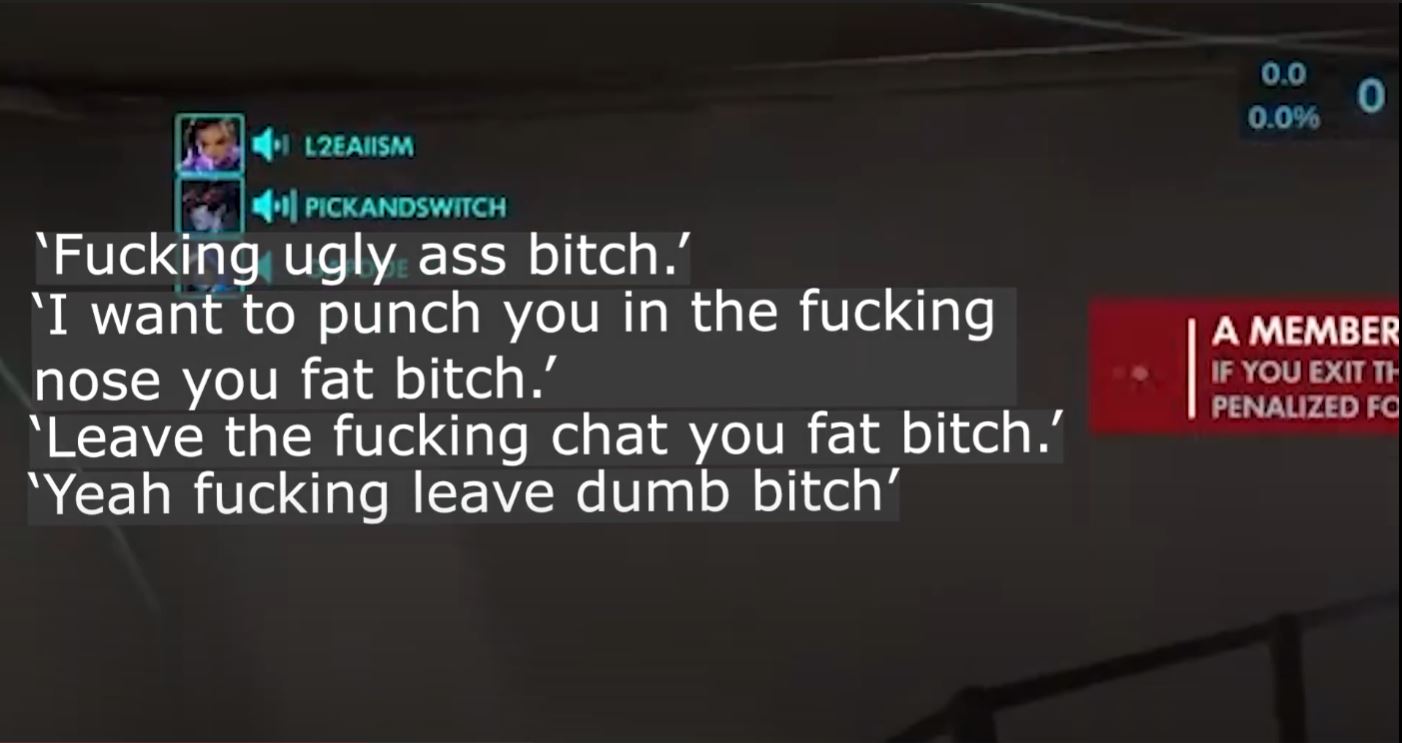 0.0
0.0%
0
L2EAIISM
PICKANDSWITCH
‘Fucking ugly ass bitch.’
‘I want to punch you in the fucking
nose you fat bitch.’
‘Leave the fucking chat you fat bitch.’
‘Yeah fucking leave dumb bitch’
A MEMBER
IF YOU EXIT TH
PENALIZED FO